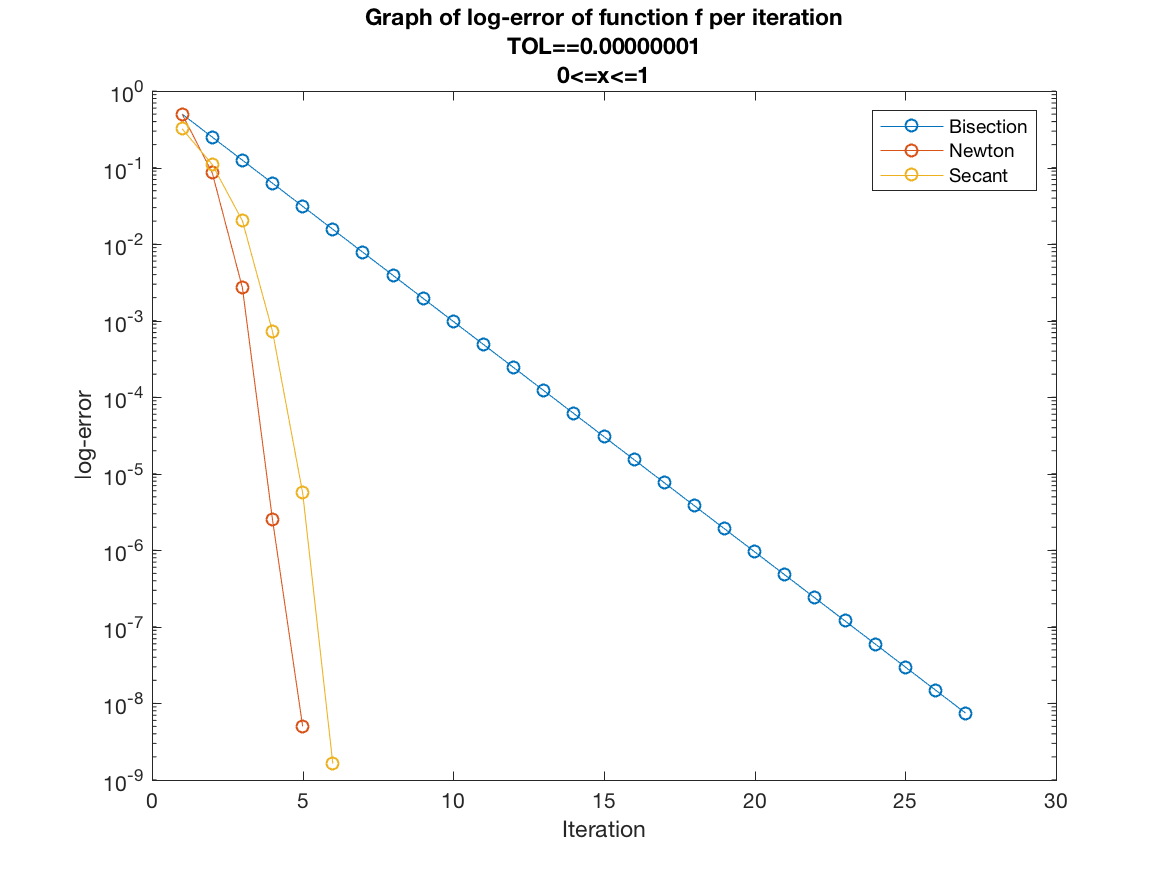 Graph of log-error of function f per iteration
TOL==0.00000001
0<=x<=1
Bisection
Newton
Secant
log-error
10^0
10^-1
10^-2
10^-3
10^-4
10^-5
10^-6
10^-7
10^-8
10^-9
0 5 10 15 20 25 30
Iteration